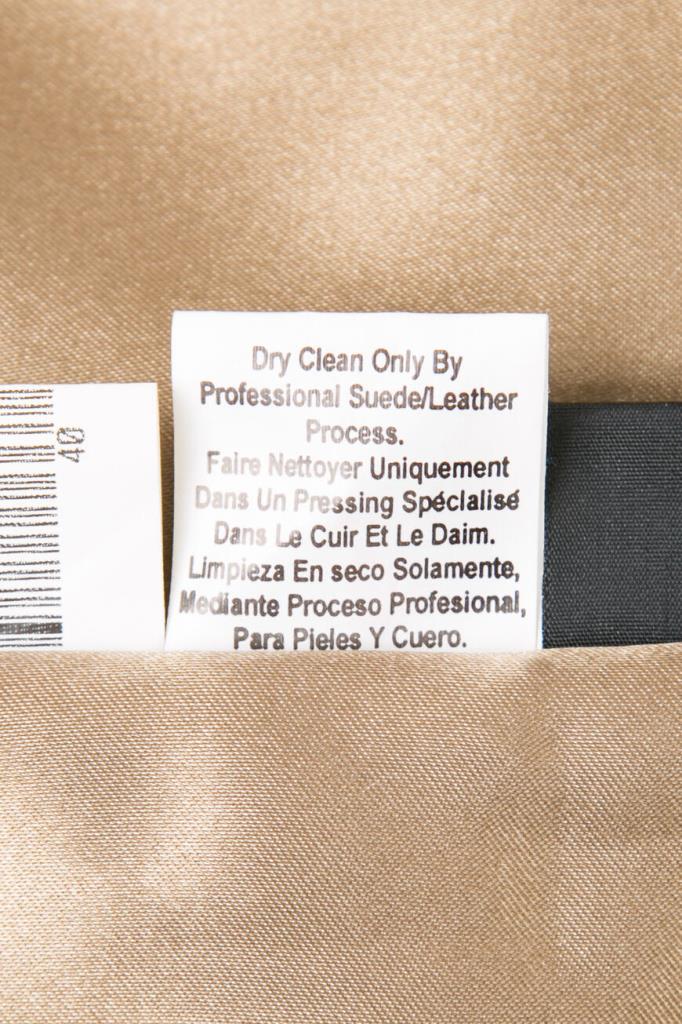 Dry Clean Only By
Professional Suede/Leather
Process.
Faire Nettoyer Uniquement
Dans Un Pressing Spéclalisé
Dans Le Cuir Et Le Daim.
Limpieza En seco Solamente,
Mediante Proceso Profesional,
Para Pieles Y Cuero.
40